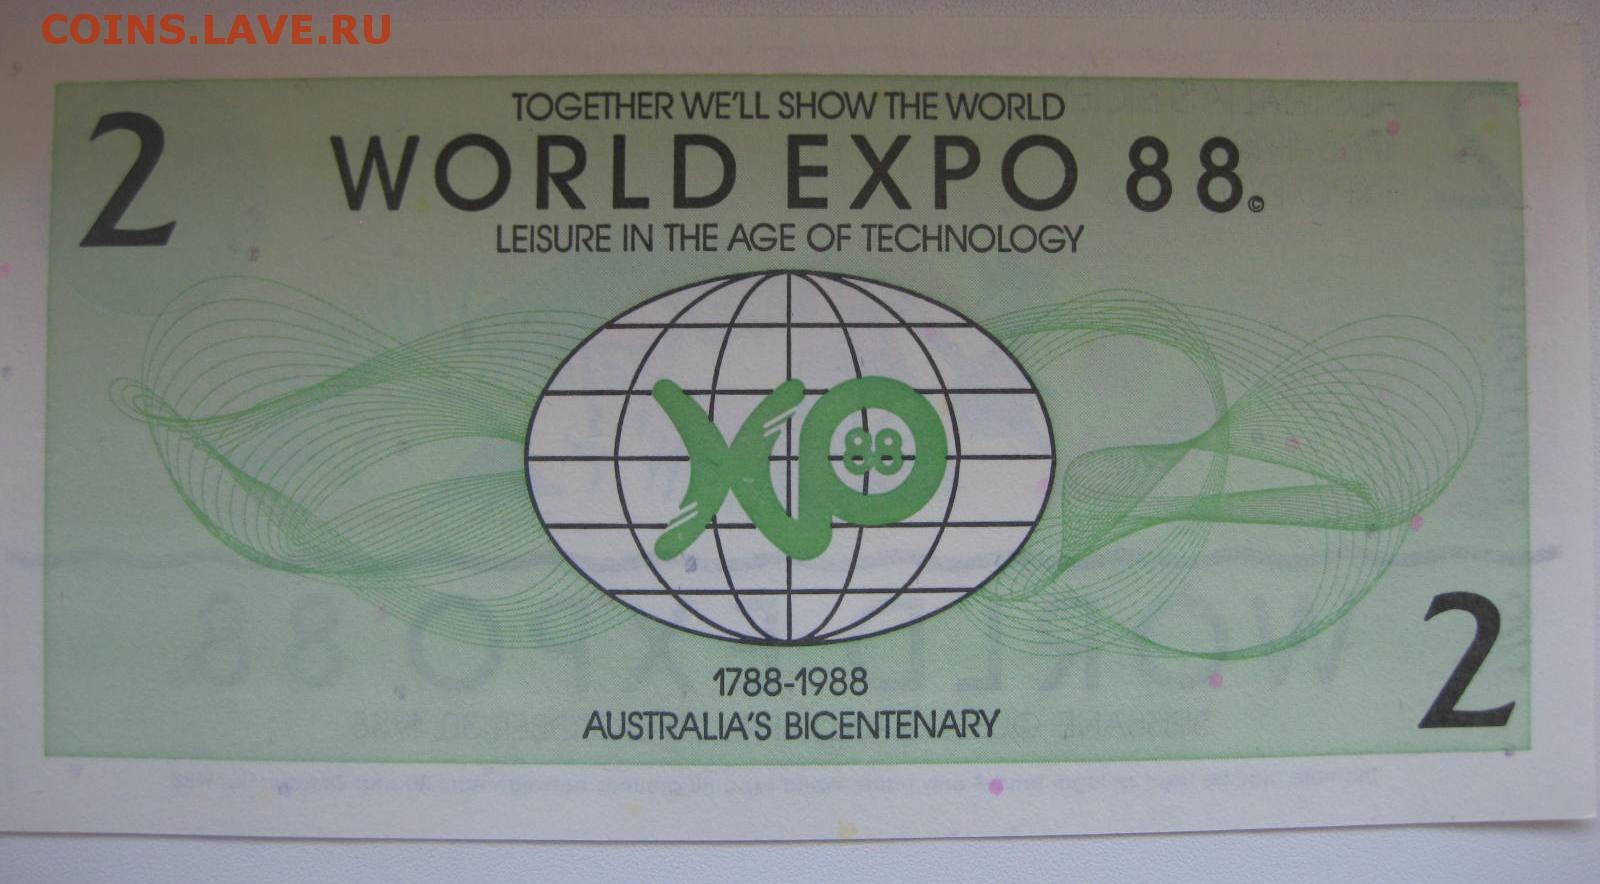 COINS.LAVE.RU
2
TOGETHER WE'LL SHOW THE WORLD
WORLD EXPO 88 ©
LEISURE IN THE AGE OF TECHNOLOGY
XPO
88
1788-1988
AUSTRALIA'S BICENTENARY
2